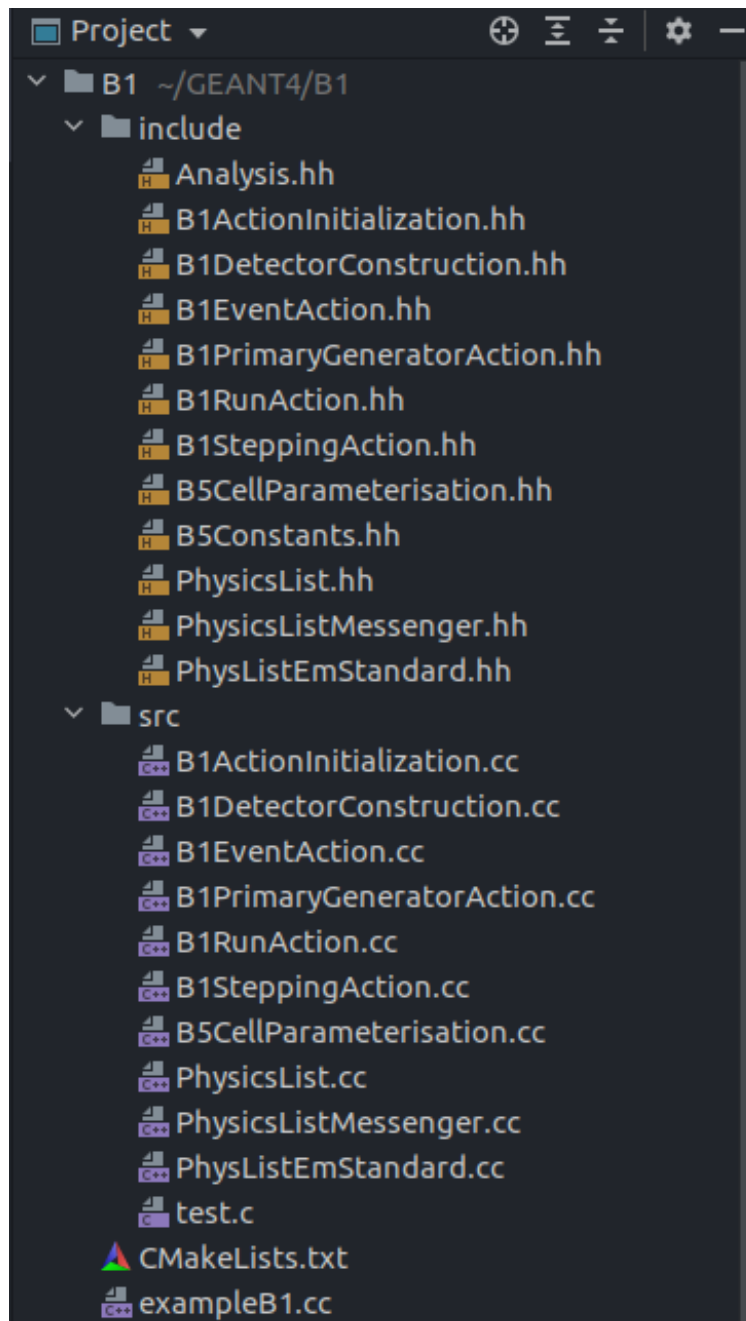 Project
B1 ~/GEANT4/B1
include
Analysis.hh
B1ActionInitialization.hh
B1DetectorConstruction.hh
B1EventAction.hh
B1PrimaryGeneratorAction.hh
B1RunAction.hh
B1SteppingAction.hh
B5CellParameterisation.hh
B5Constants.hh
PhysicsList.hh
PhysicsListMessenger.hh
PhysListEmStandard.hh
src
B1ActionInitialization.cc
B1DetectorConstruction.cc
B1EventAction.cc
B1PrimaryGeneratorAction.cc
B1RunAction.cc
B1SteppingAction.cc
B5CellParameterisation.cc
PhysicsList.cc
PhysicsListMessenger.cc
PhysListEmStandard.cc
test.c
CMakeLists.txt
exampleB1.cc